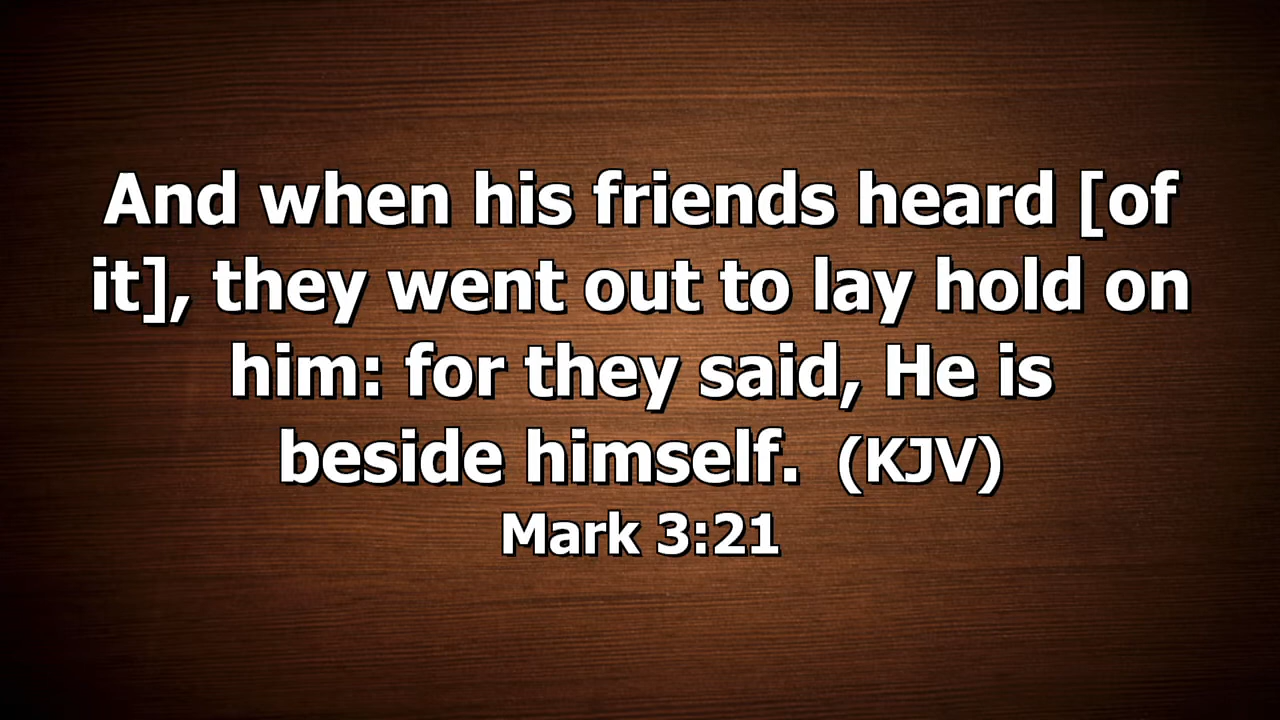 And when his friends heard [of
it], they went out to lay hold on
him: for they said, He is
beside himself. (KJV)
Mark 3:21